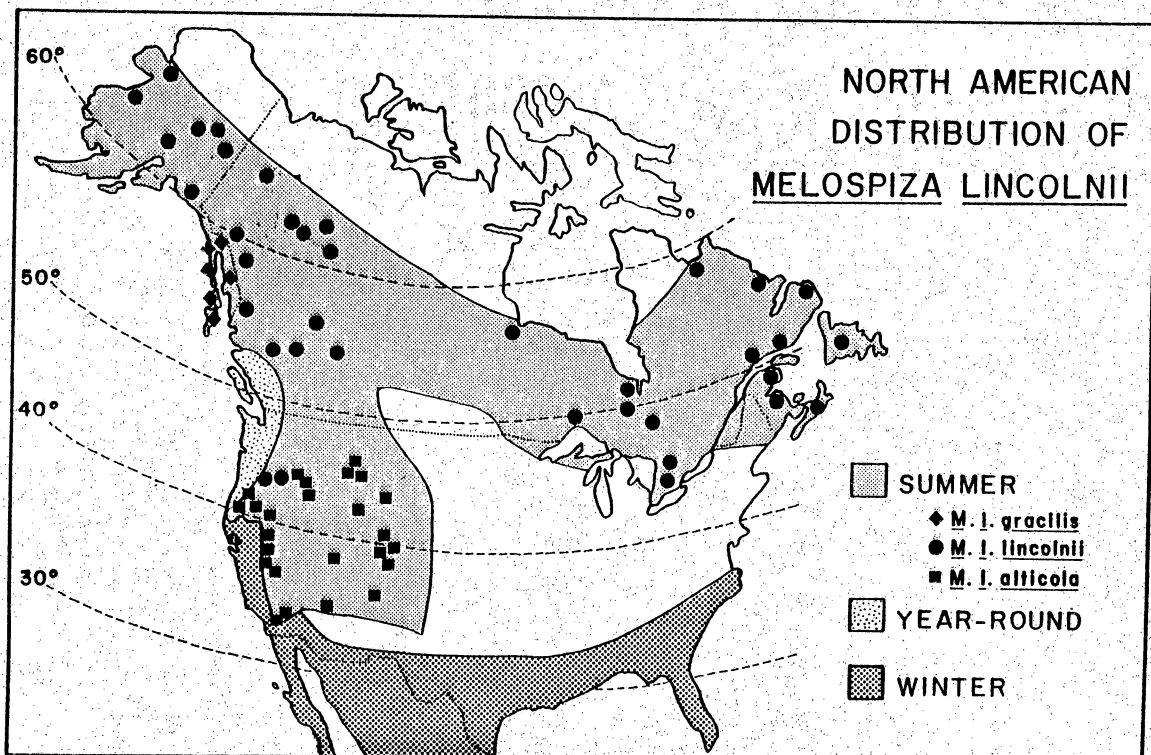 NORTH AMERICAN
DISTRIBUTION OF
MELOSPIZA LINCOLNII
60°
50°
40°
30°
SUMMER
M. l. gracilis
M. l. lincolnii
M. l. alticola
YEAR-ROUND
WINTER